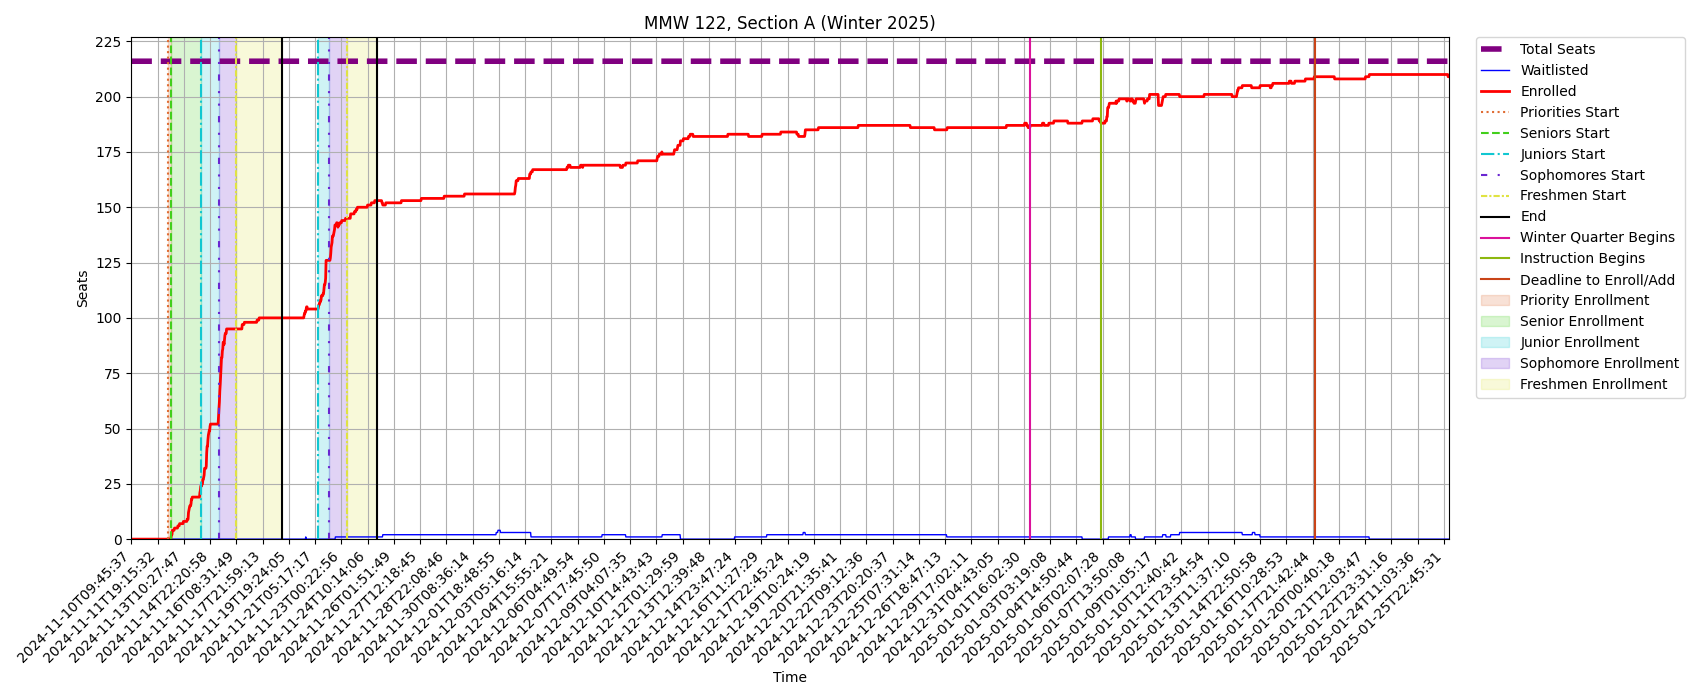 MMW 122, Section A (Winter 2025)
225
200
175
150
125
100
75
50
25
0
Seats
2024-11-10T09:45:37
2024-11-11T19:15:32
2024-11-13T10:27:47
2024-11-14T22:20:58
2024-11-16T08:31:49
2024-11-17T21:59:13
2024-11-19T19:24:05
2024-11-21T05:17:17
2024-11-23T00:22:56
2024-11-24T10:14:06
2024-11-26T01:51:49
2024-11-27T12:18:45
2024-11-28T22:08:46
2024-11-30T08:36:14
2024-12-01T18:48:55
2024-12-03T05:16:14
2024-12-04T15:55:21
2024-12-06T04:49:54
2024-12-07T17:45:50
2024-12-09T04:07:35
2024-12-10T14:43:43
2024-12-12T01:29:59
2024-12-13T12:39:48
2024-12-14T23:47:24
2024-12-16T11:27:29
2024-12-17T22:45:24
2024-12-19T10:24:19
2024-12-20T21:35:41
2024-12-22T09:12:36
2024-12-23T20:20:37
2024-12-25T07:31:14
2024-12-26T18:47:13
2024-12-29T17:02:11
2024-12-31T04:43:05
2025-01-01T16:02:30
2025-01-03T03:19:08
2025-01-04T14:50:44
2025-01-06T02:07:28
2025-01-07T13:50:08
2025-01-09T01:05:17
2025-01-10T12:40:42
2025-01-11T23:54:54
2025-01-13T11:37:10
2025-01-14T22:50:58
2025-01-16T10:28:53
2025-01-17T21:42:44
2025-01-20T00:40:18
2025-01-21T12:03:47
2025-01-22T23:31:16
2025-01-24T11:03:36
2025-01-25T22:45:31
Time
Total Seats
Waitlisted
Enrolled
Priorities Start
Seniors Start
Juniors Start
Sophomores Start
Freshmen Start
End
Winter Quarter Begins
Instruction Begins
Deadline to Enroll/Add
Priority Enrollment
Senior Enrollment
Junior Enrollment
Sophomore Enrollment
Freshmen Enrollment